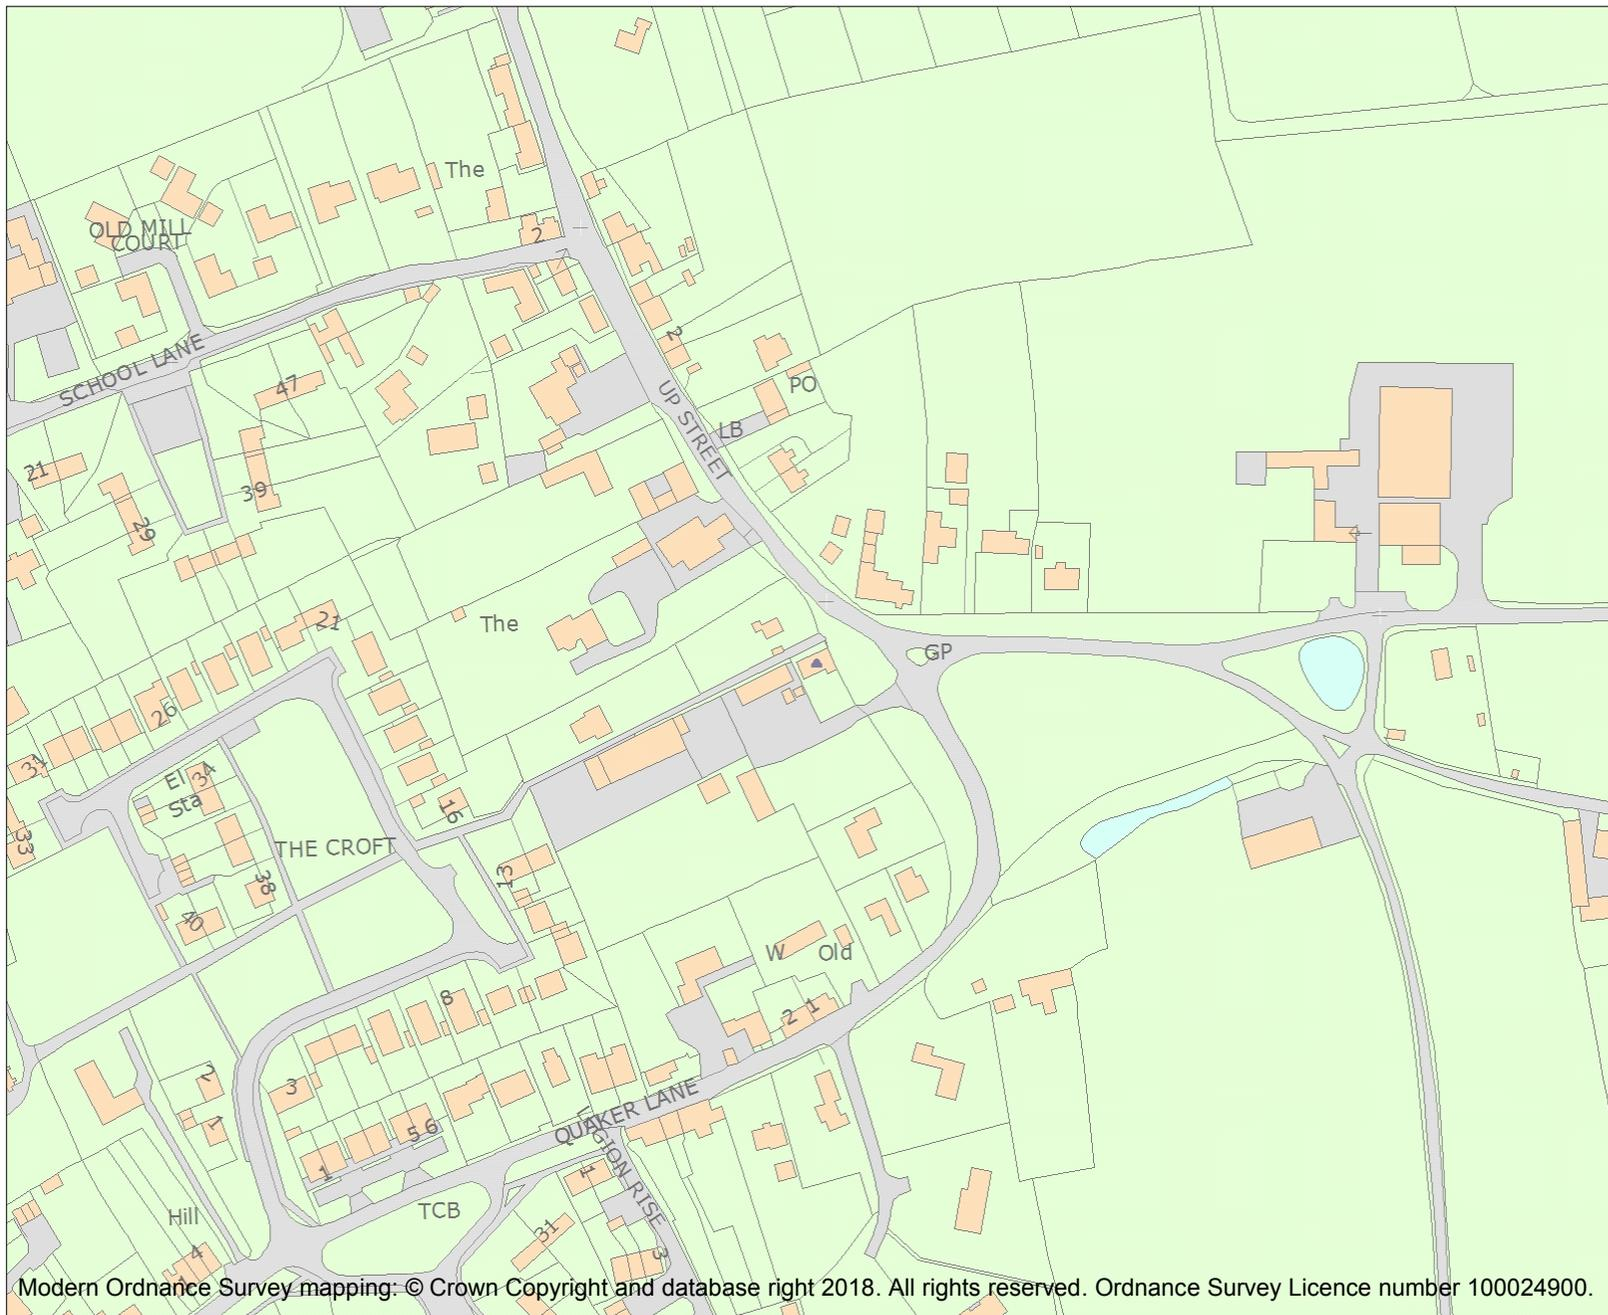 The
OLD MILL
COURT
2
SCHOOL LANE
47
2
UP STREET
PO
LB
21
39
29
The
21
GP
26
31
El
Sta
34
16
33
THE CROFT
13
38
40
W
Old
8
2 1
2
1
3
5 6
QUAKER LANE
LEGION RISE
1
1
TCB
Hill
31
3
4
Modern Ordnance Survey mapping: © Crown Copyright and database right 2018. All rights reserved. Ordnance Survey Licence number 100024900.